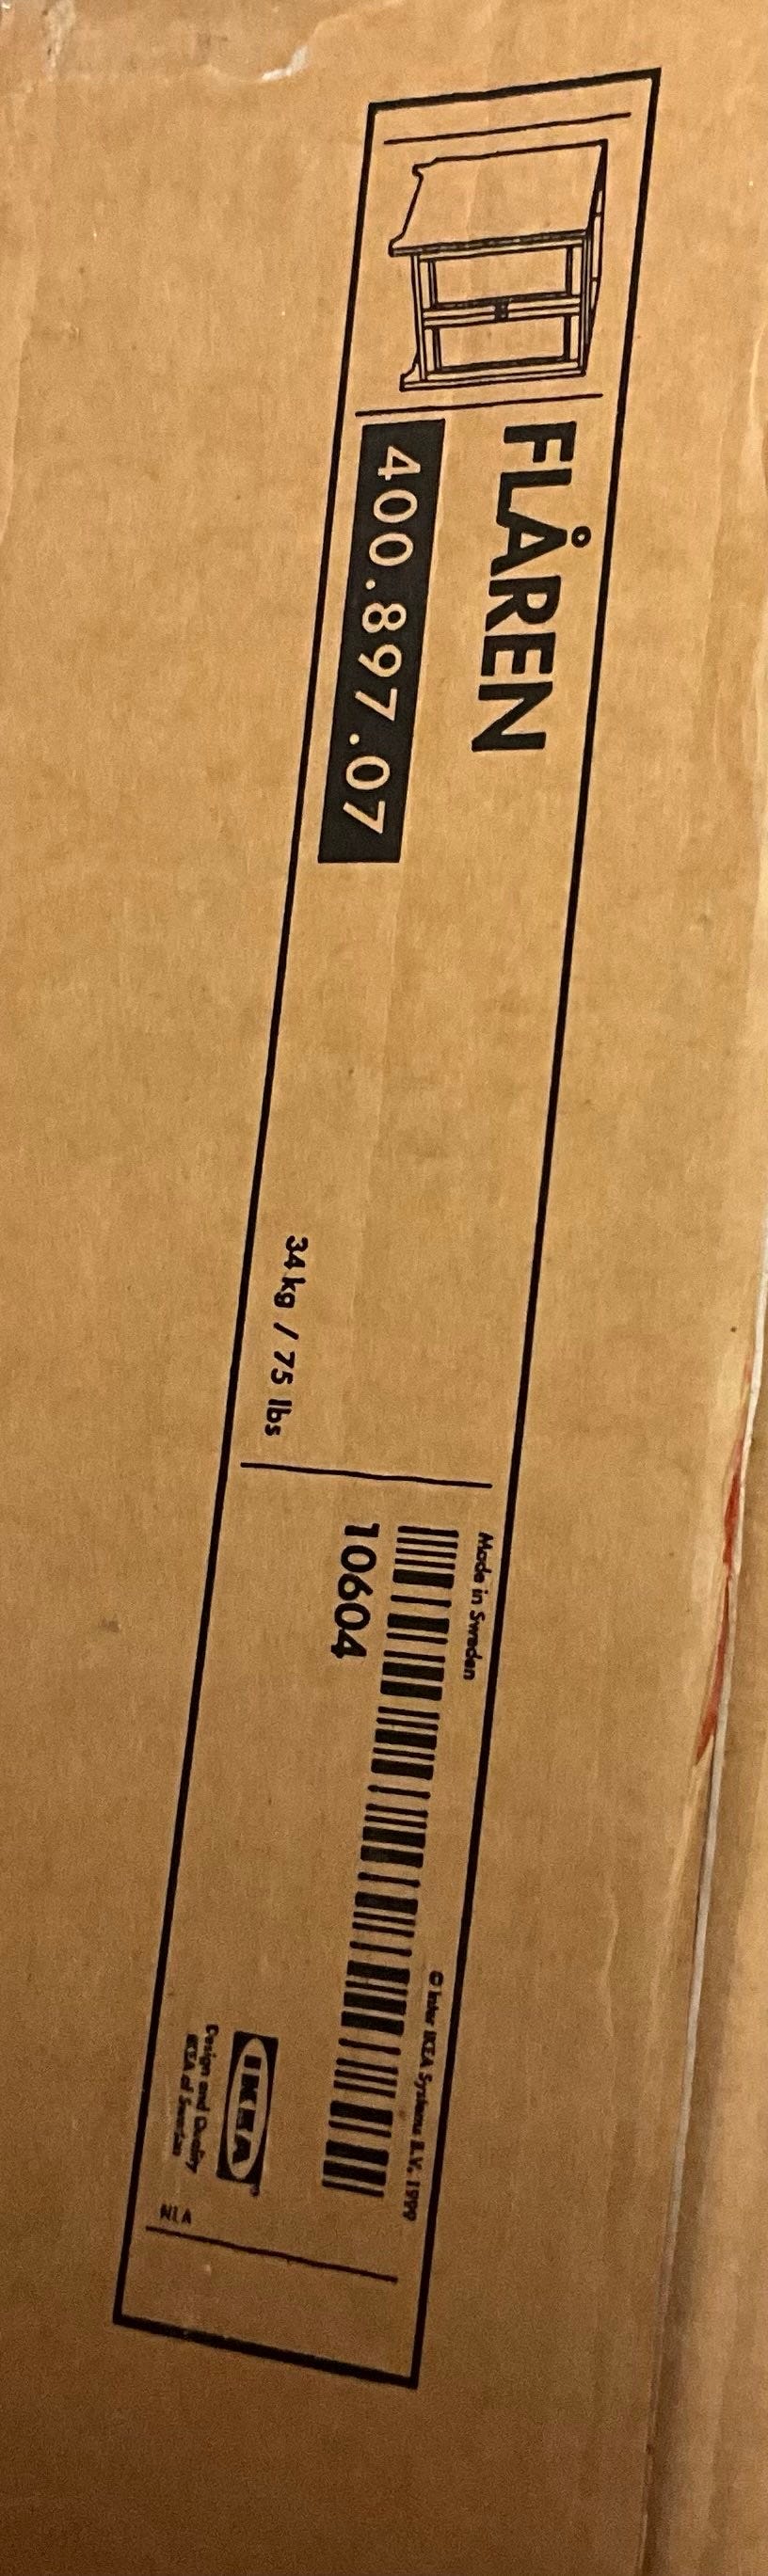 FLÅREN
400.897.07
34 kg / 75 lbs
Made in Sweden
© Inter IKEA Systems B.V. 1999
10604
IKEA®
Design and Quality
IKEA of Sweden
NLA